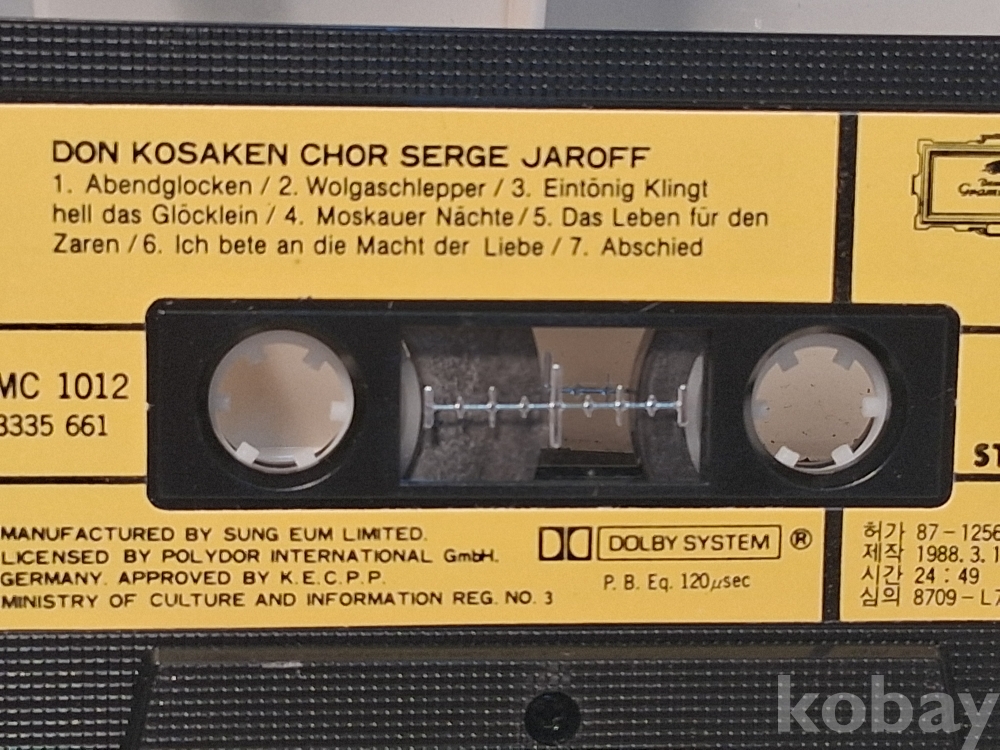 DON KOSAKEN CHOR SERGE JAROFF
1. Abendglocken / 2. Wolgaschlepper / 3. Eintönig Klingt
hell das Glöcklein / 4. Moskauer Nächte / 5. Das Leben für den
Zaren / 6. Ich bete an die Macht der Liebe / 7. Abschied
MC 1012
3335 661
ST
MANUFACTURED BY SUNG EUM LIMITED.
LICENSED BY POLYDOR INTERNATIONAL GmbH.
GERMANY. APPROVED BY K.E.C.P.P.
MINISTRY OF CULTURE AND INFORMATION REG. NO. 3
DOLBY SYSTEM ®
P. B. Eq. 120μsec
허가 87-1256
제작 1988. 3. 1
시간 24 : 49
심의 8709-L7
kobay